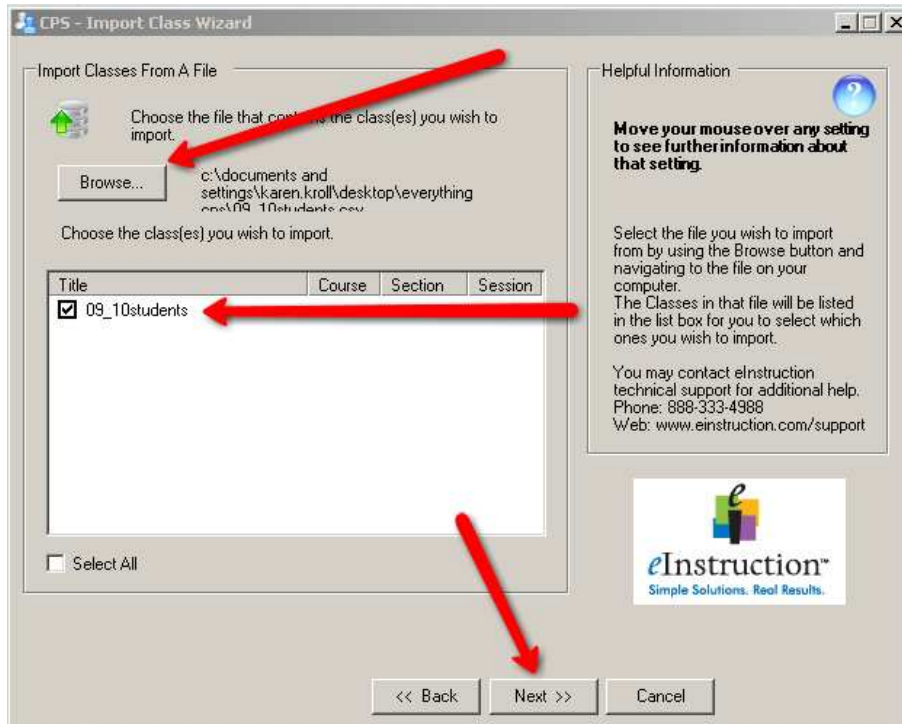 CPS - Import Class Wizard
Import Classes From A File
Choose the file that contains the class(es) you wish to
import.
Browse...
c:\documents and
settings\karen.kroll\desktop\everything
cps\09_10students.csv
Choose the class(es) you wish to import.
Title Course Section Session
09_10students
Select All
Helpful Information
Move your mouse over any setting
to see further information about
that setting.
Select the file you wish to import
from by using the Browse button and
navigating to the file on your
computer.
The Classes in that file will be listed
in the list box for you to select which
ones you wish to import.
You may contact eInstruction
technical support for additional help.
Phone: 888-333-4988
Web: www.einstruction.com/support
e
eInstruction™
Simple Solutions. Real Results.
<< Back Next >> Cancel